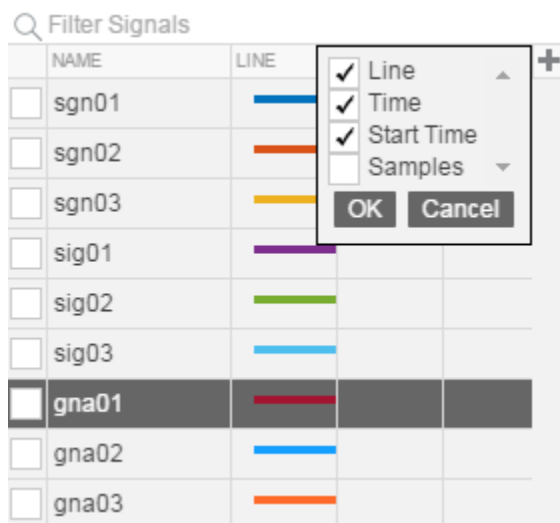 Filter Signals
NAME LINE
Line
Time
Start Time
Samples
OK Cancel
sgn01
sgn02
sgn03
sig01
sig02
sig03
gna01
gna02
gna03